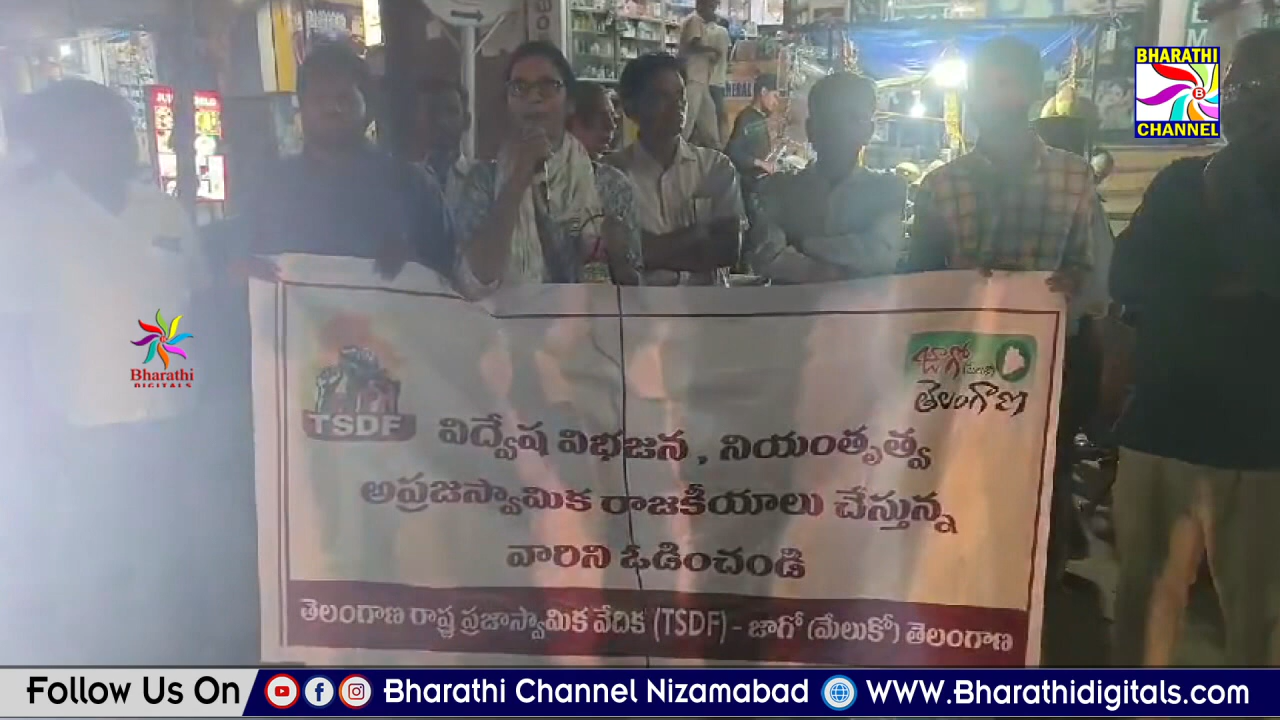 BHARATHI
CHANNEL
Bharathi
DIGITALS
జాగో
తెలంగాణ
TSDF
విద్వేష విభజన, నియంతృత్వ
అప్రజస్వామిక రాజకీయాలు చేస్తున్న
వారిని ఓడించండి
తెలంగాణ రాష్ట్ర ప్రజాస్వామిక వేదిక (TSDF) - జాగో (మేలుకో) తెలంగాణ
Follow Us On Bharathi Channel Nizamabad WWW.Bharathidigitals.com